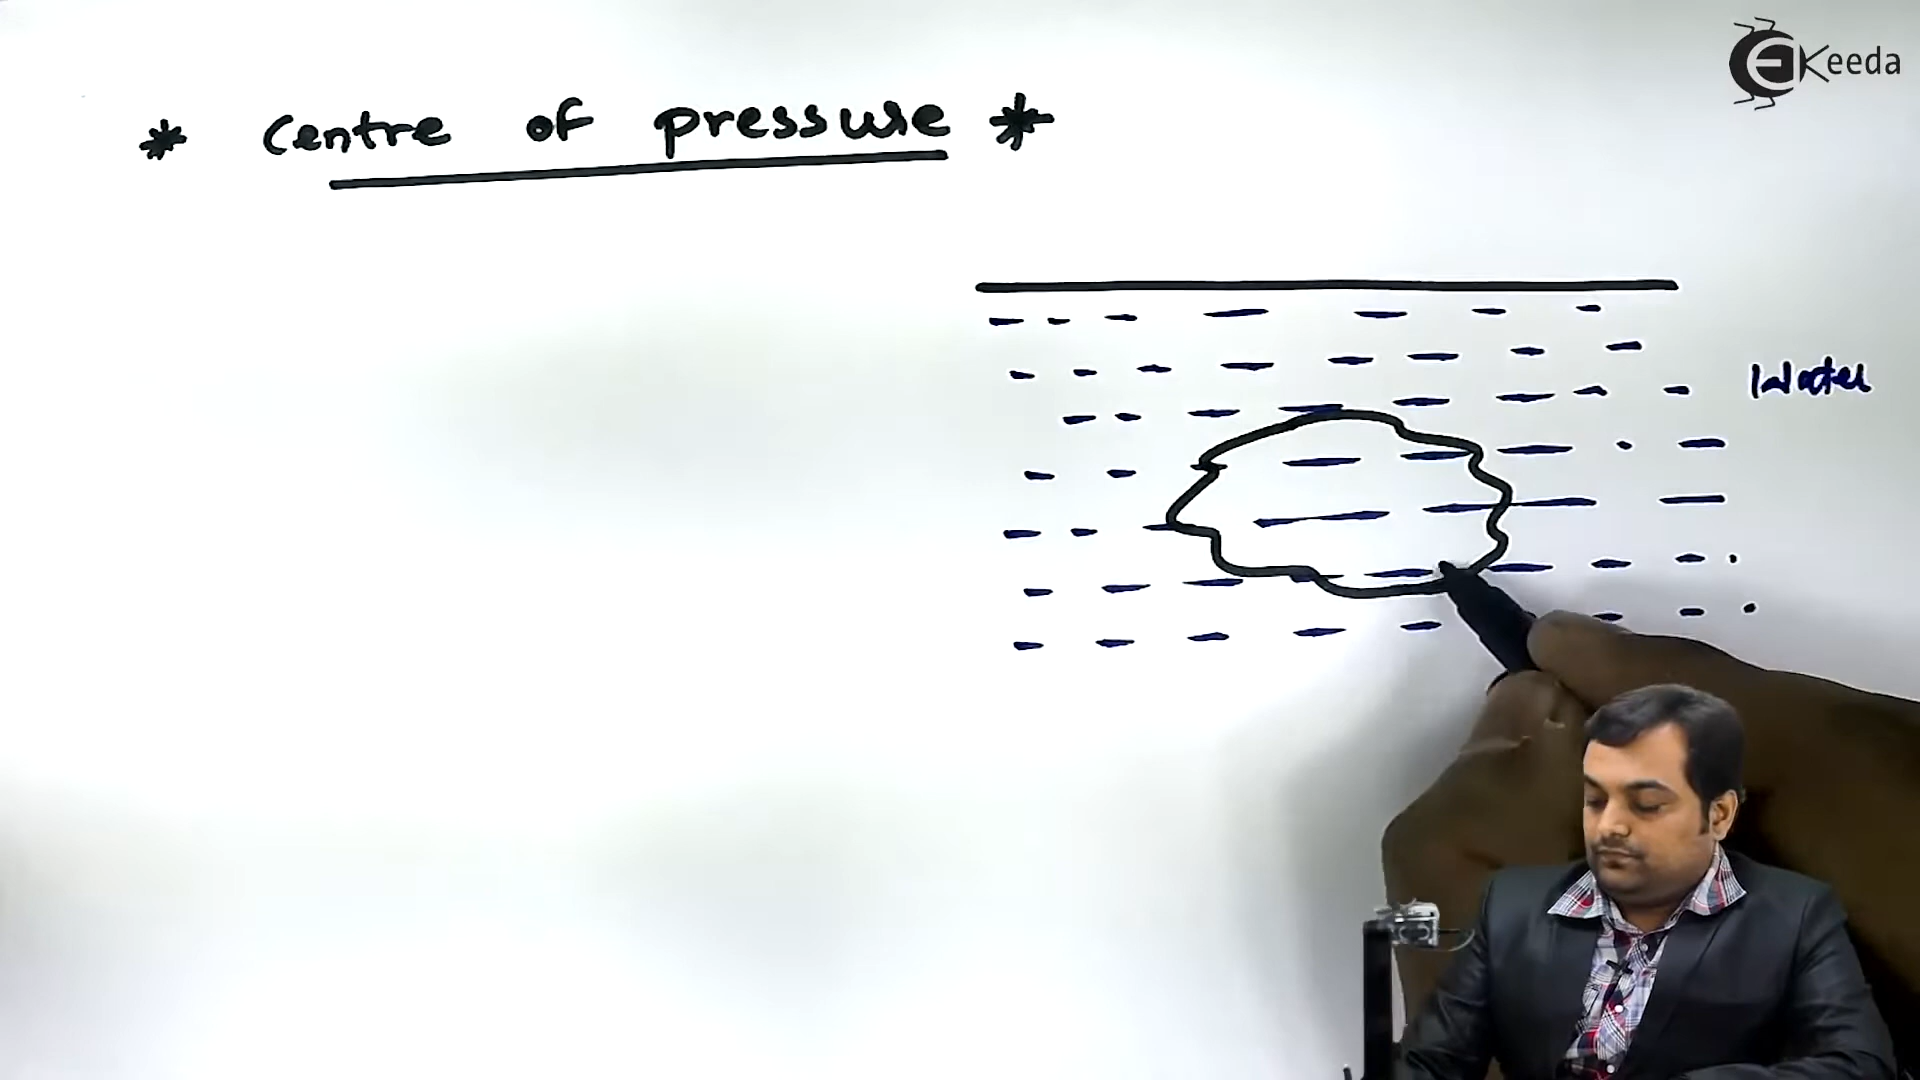 * Centre of pressure *
EKeeda
Water